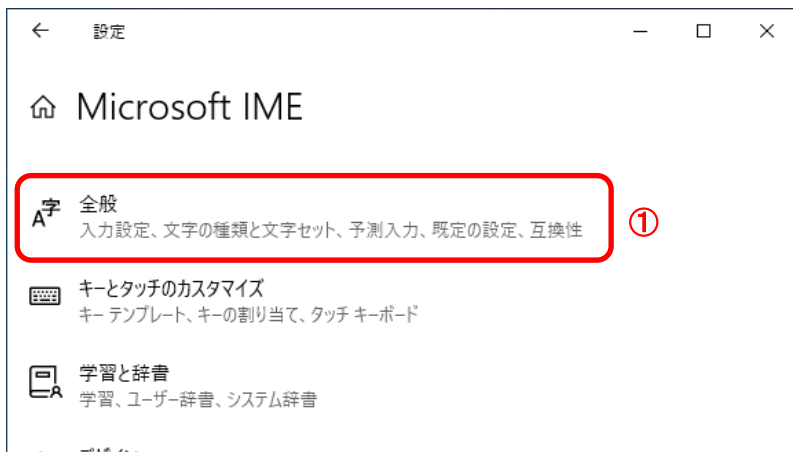 設定
Microsoft IME
全般
入力設定、文字の種類と文字セット、予測入力、既定の設定、互換性
①
キーとタッチのカスタマイズ
キー テンプレート、キーの割り当て、タッチ キーボード
学習と辞書
学習、ユーザー辞書、システム辞書